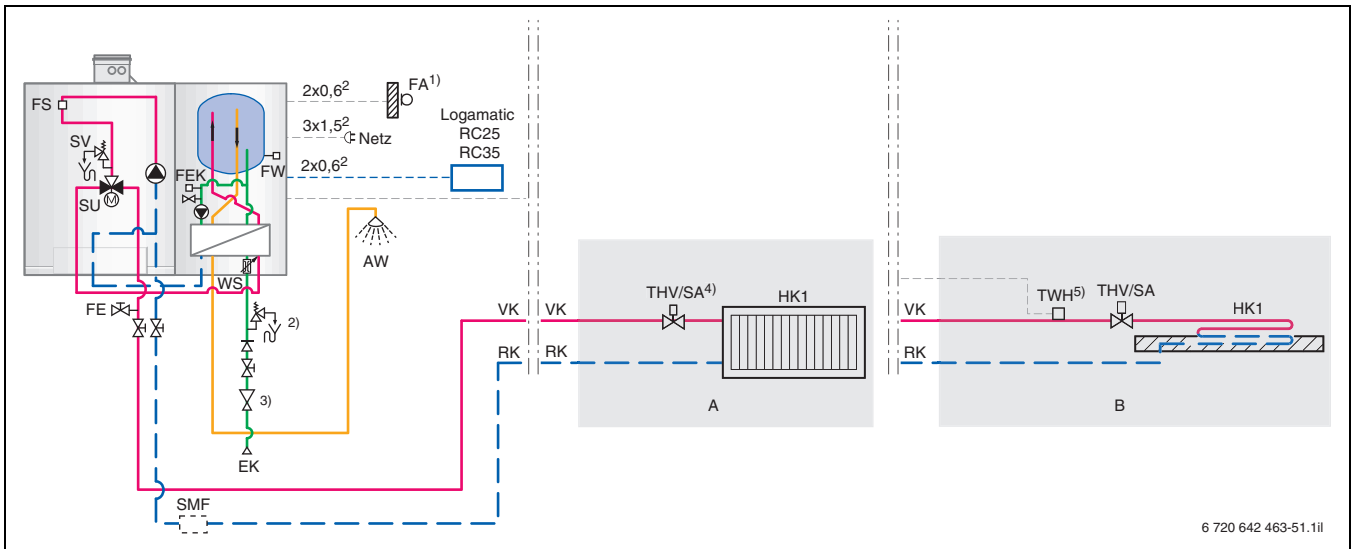 FS
SV
M
SU
FEK
FW
WS
FE
2x0,6²
FA¹⁾
3x1,5²
Netz
2x0,6²
Logamatic
RC25
RC35
AW
2)
3)
EK
SMF
VK
VK
RK
RK
THV/SA⁴⁾
HK1
A
VK
RK
TWH⁵⁾
THV/SA
HK1
B
6 720 642 463-51.1il